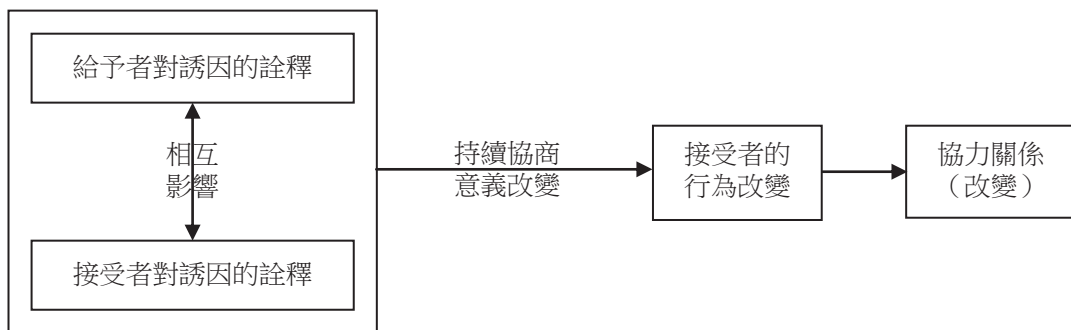 給予者對誘因的詮釋
相互
影響
接受者對誘因的詮釋
持續協商
意義改變
接受者的
行為改變
協力關係
（改變）